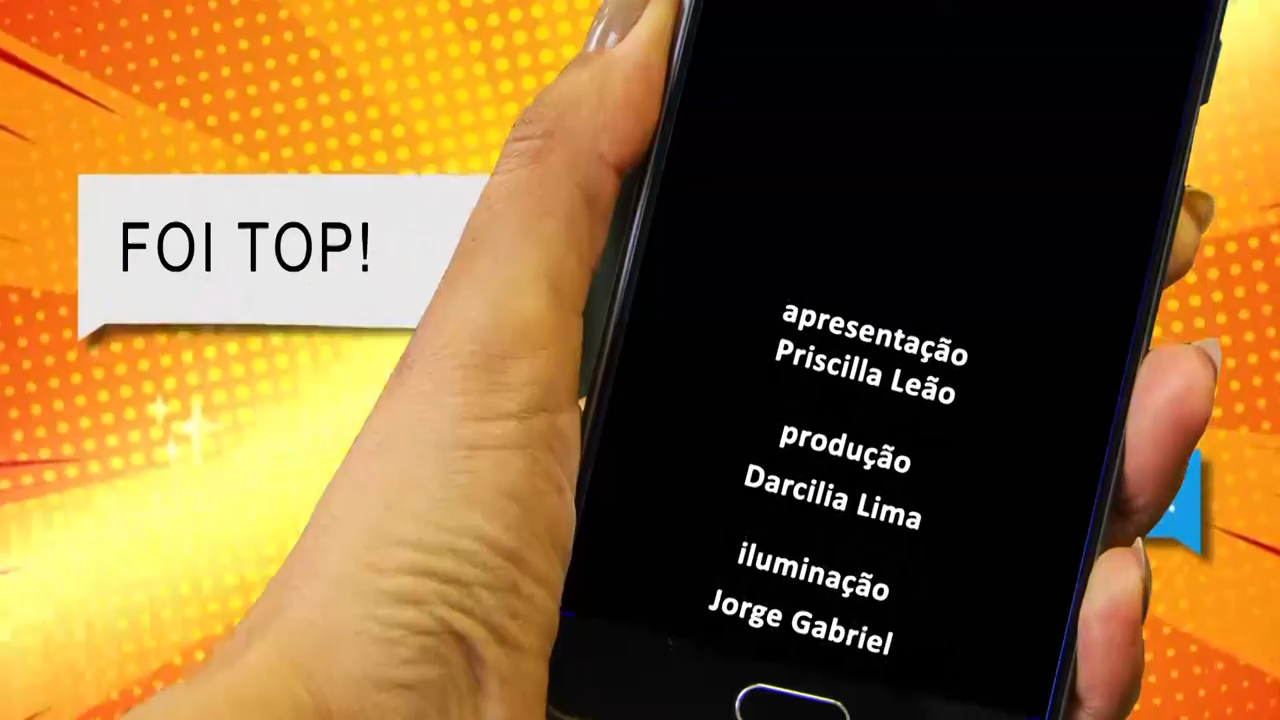 FOI TOP!
apresentação
Priscilla Leão
produção
Darcilia Lima
iluminação
Jorge Gabriel